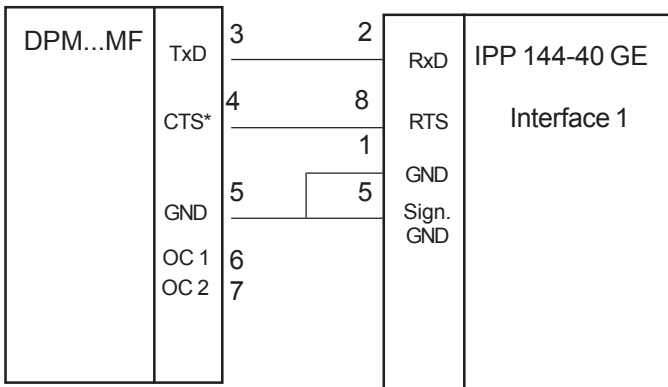 DPM...MF
TxD
3
2
RxD
IPP 144-40 GE
CTS*
4
8
RTS
Interface 1
1
GND
GND
5
5
Sign.
GND
OC 1
6
OC 2
7